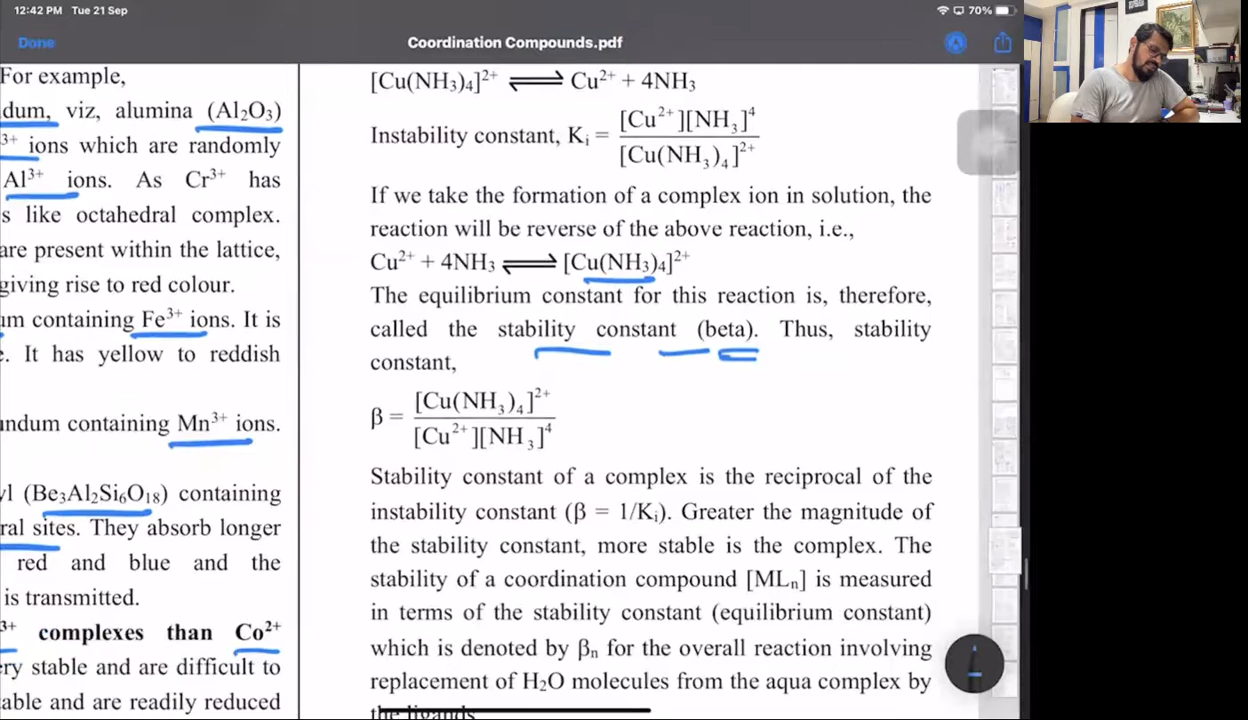 12:42 PM Tue 21 Sep
70%
Done
Coordination Compounds.pdf
For example,
dum, viz, alumina (Al₂O₃)
³⁺ ions which are randomly
Al³⁺ ions. As Cr³⁺ has
s like octahedral complex.
are present within the lattice,
giving rise to red colour.
um containing Fe³⁺ ions. It is
. It has yellow to reddish
undum containing Mn³⁺ ions.
yl (Be₃Al₂Si₆O₁₈) containing
ral sites. They absorb longer
red and blue and the
is transmitted.
³⁺ complexes than Co²⁺
ry stable and are difficult to
able and are readily reduced
[Cu(NH₃)₄]²⁺ ⇌ Cu²⁺ + 4NH₃
Instability constant, Kᵢ = [Cu²⁺][NH₃]⁴
[Cu(NH₃)₄]²⁺
If we take the formation of a complex ion in solution, the
reaction will be reverse of the above reaction, i.e.,
Cu²⁺ + 4NH₃ ⇌ [Cu(NH₃)₄]²⁺
The equilibrium constant for this reaction is, therefore,
called the stability constant (beta). Thus, stability
constant,
β = [Cu(NH₃)₄]²⁺
[Cu²⁺][NH₃]⁴
Stability constant of a complex is the reciprocal of the
instability constant (β = 1/Kᵢ). Greater the magnitude of
the stability constant, more stable is the complex. The
stability of a coordination compound [MLₙ] is measured
in terms of the stability constant (equilibrium constant)
which is denoted by βₙ for the overall reaction involving
replacement of H₂O molecules from the aqua complex by
the ligands